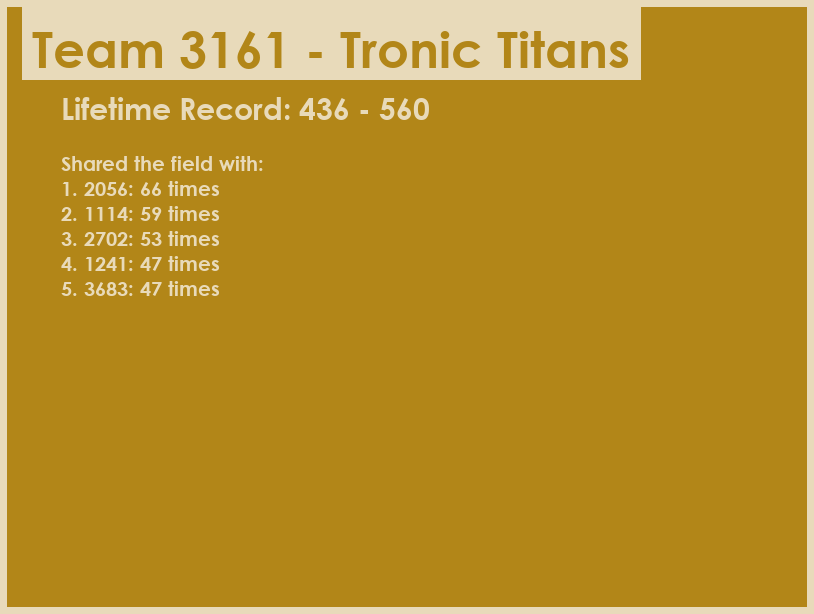 Team 3161 - Tronic Titans
Lifetime Record: 436 - 560
Shared the field with:
1. 2056: 66 times
2. 1114: 59 times
3. 2702: 53 times
4. 1241: 47 times
5. 3683: 47 times